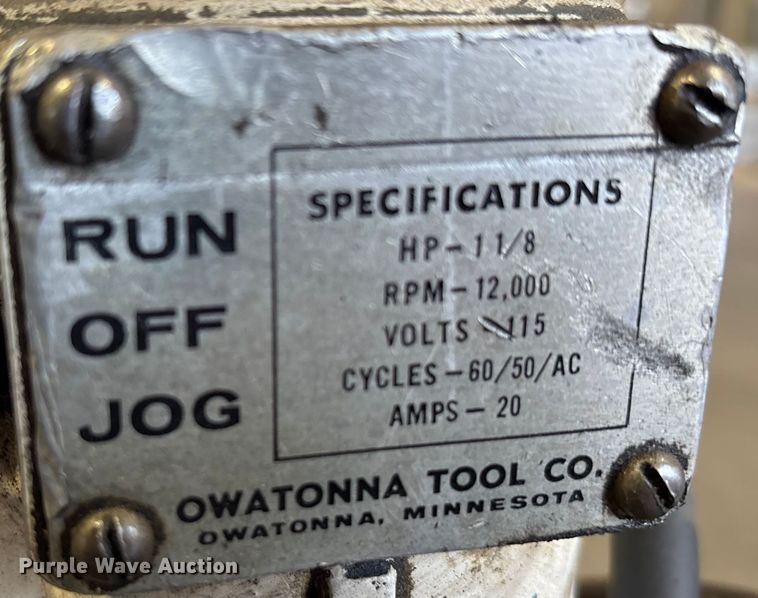 RUN
OFF
JOG
SPECIFICATIONS
HP-1 1/8
RPM-12,000
VOLTS-115
CYCLES-60/50/AC
AMPS-20
OWATONNA TOOL CO.
OWATONNA, MINNESOTA
Purple Wave Auction